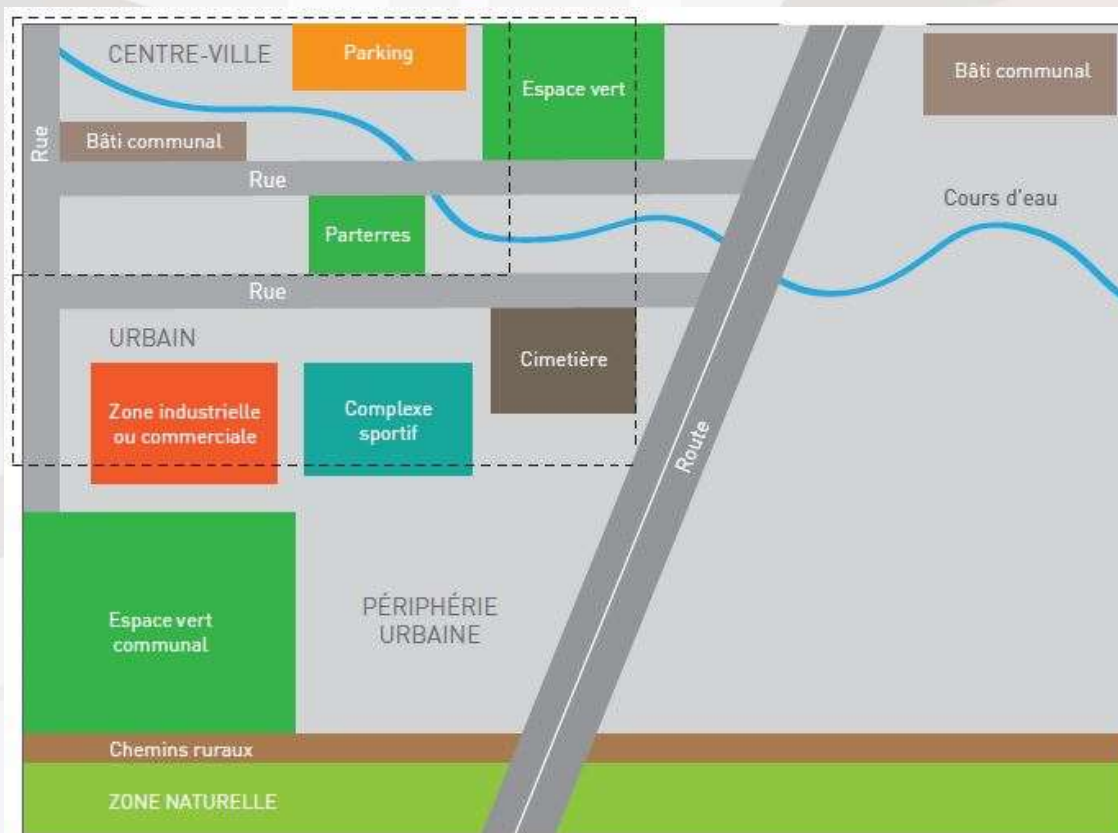 CENTRE-VILLE
Parking
Espace vert
Bâti communal
Rue
Bâti communal
Rue
Cours d'eau
Parterres
Rue
URBAIN
Cimetière
Zone industrielle
ou commerciale
Complexe
sportif
Route
PÉRIPHÉRIE
URBAINE
Espace vert
communal
Chemins ruraux
ZONE NATURELLE